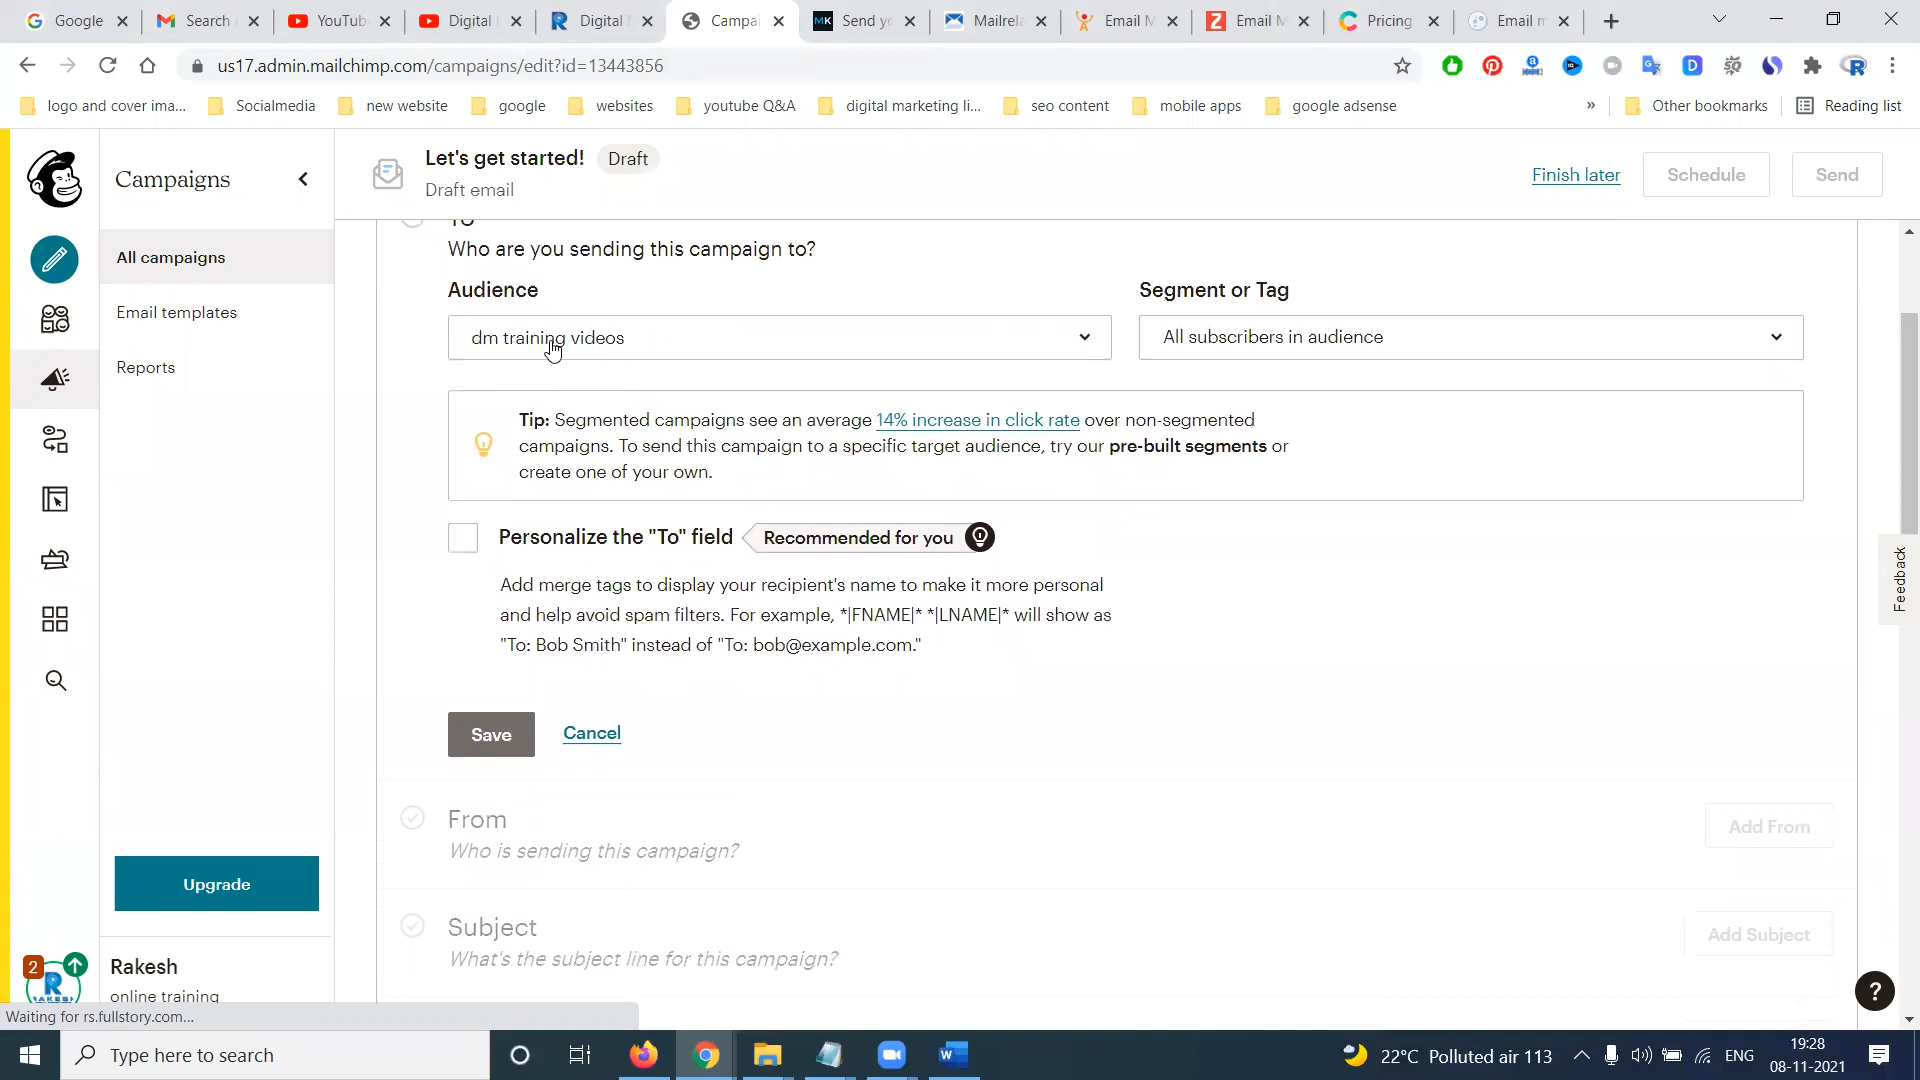 Google
Search
YouTub
Digital
Digital
Campai
MK Send yo
Mailrela
Email M
Z Email M
Pricing
Email m
us17.admin.mailchimp.com/campaigns/edit?id=13443856
logo and cover ima...
Socialmedia
new website
google
websites
youtube Q&A
digital marketing li...
seo content
mobile apps
google adsense
»
Other bookmarks
Reading list
Campaigns
Let's get started!
Draft
Draft email
Finish later
Schedule
Send
All campaigns
Email templates
Reports
To
Who are you sending this campaign to?
Audience
Segment or Tag
dm training videos
All subscribers in audience
Tip: Segmented campaigns see an average 14% increase in click rate over non-segmented
campaigns. To send this campaign to a specific target audience, try our pre-built segments or
create one of your own.
Personalize the "To" field
Recommended for you
Add merge tags to display your recipient's name to make it more personal
and help avoid spam filters. For example, *|FNAME|* *|LNAME|* will show as
"To: Bob Smith" instead of "To: bob@example.com."
Save
Cancel
From
Who is sending this campaign?
Add From
Subject
What's the subject line for this campaign?
Add Subject
Feedback
Upgrade
2
R
Rakesh
online training
?
Waiting for rs.fullstory.com...
Type here to search
22°C Polluted air 113
ENG
19:28
08-11-2021